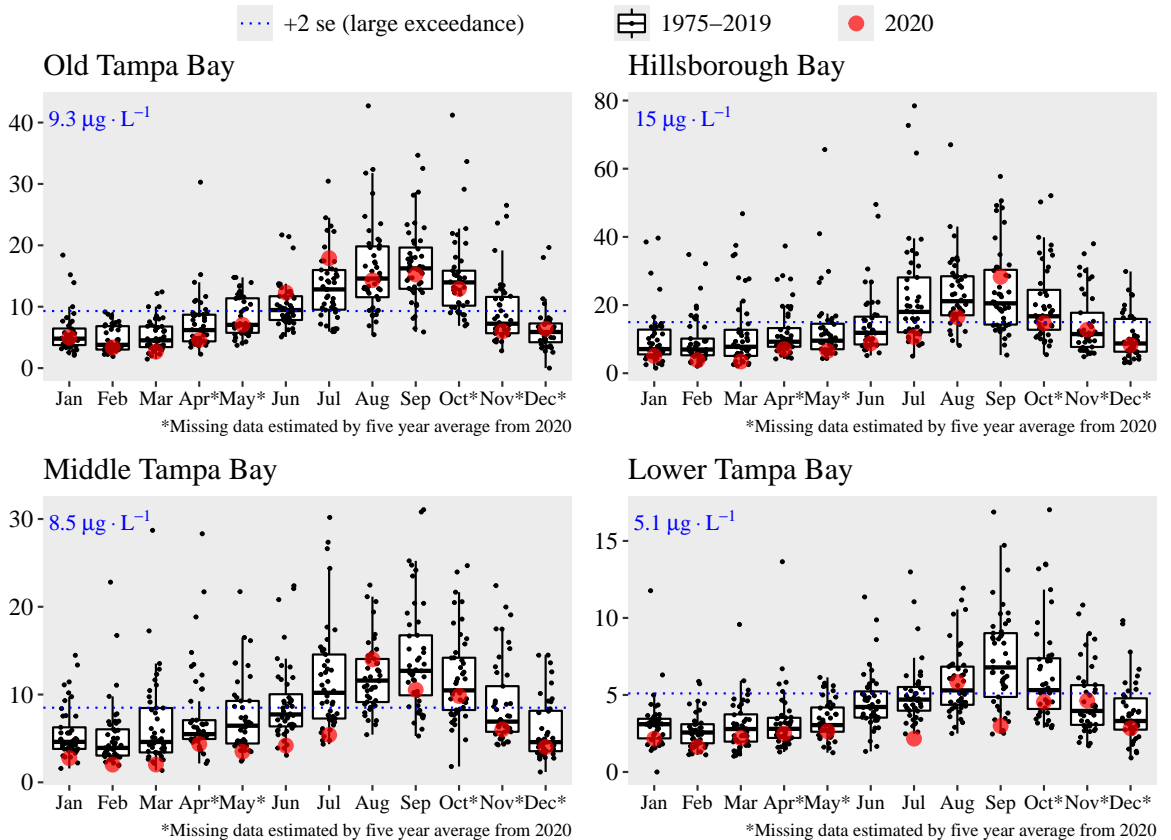 +2 se (large exceedance) 1975–2019 2020
Old Tampa Bay
9.3 μg · L⁻¹
40
30
20
10
0
Jan Feb Mar Apr* May* Jun Jul Aug Sep Oct* Nov* Dec*
*Missing data estimated by five year average from 2020
Hillsborough Bay
15 μg · L⁻¹
80
60
40
20
0
Jan Feb Mar Apr* May* Jun Jul Aug Sep Oct* Nov* Dec*
*Missing data estimated by five year average from 2020
Middle Tampa Bay
8.5 μg · L⁻¹
30
20
10
0
Jan Feb Mar Apr* May* Jun Jul Aug Sep Oct* Nov* Dec*
*Missing data estimated by five year average from 2020
Lower Tampa Bay
5.1 μg · L⁻¹
15
10
5
0
Jan Feb Mar Apr* May* Jun Jul Aug Sep Oct* Nov* Dec*
*Missing data estimated by five year average from 2020